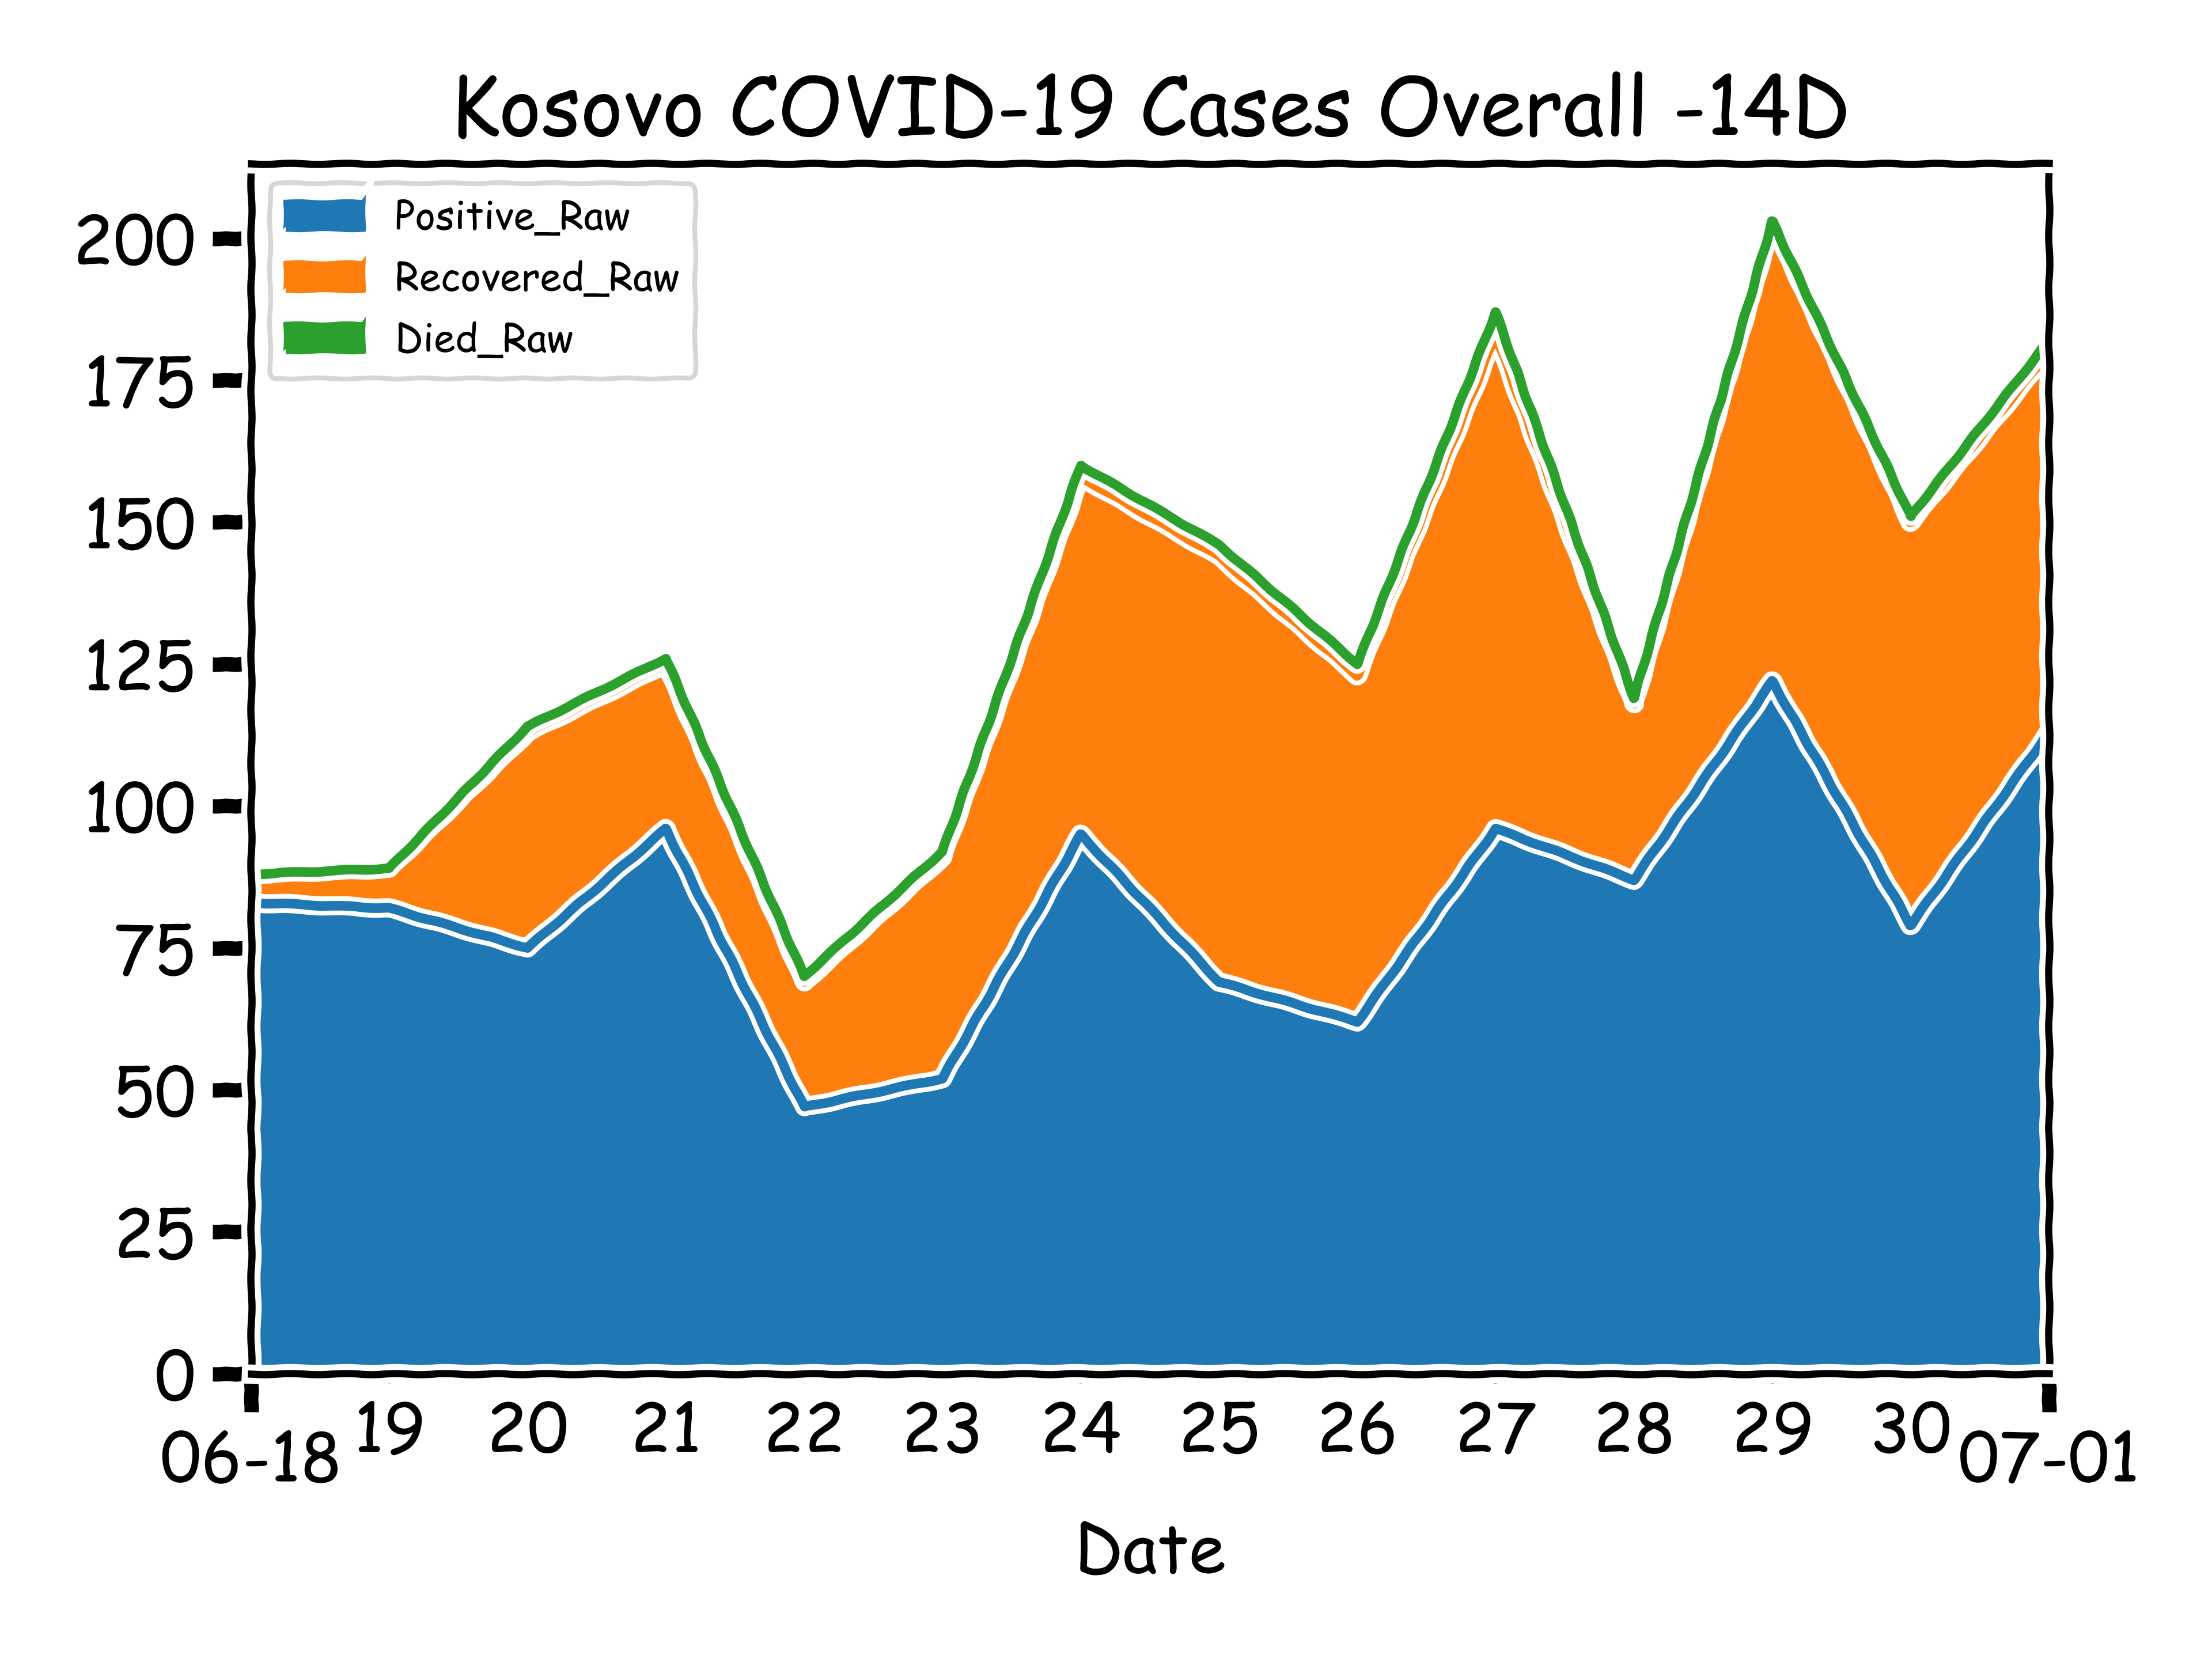 Kosovo COVID-19 Cases Overall -14D
Positive_Raw
Recovered_Raw
Died_Raw
200
175
150
125
100
75
50
25
0
06-18 19 20 21 22 23 24 25 26 27 28 29 30 07-01
Date